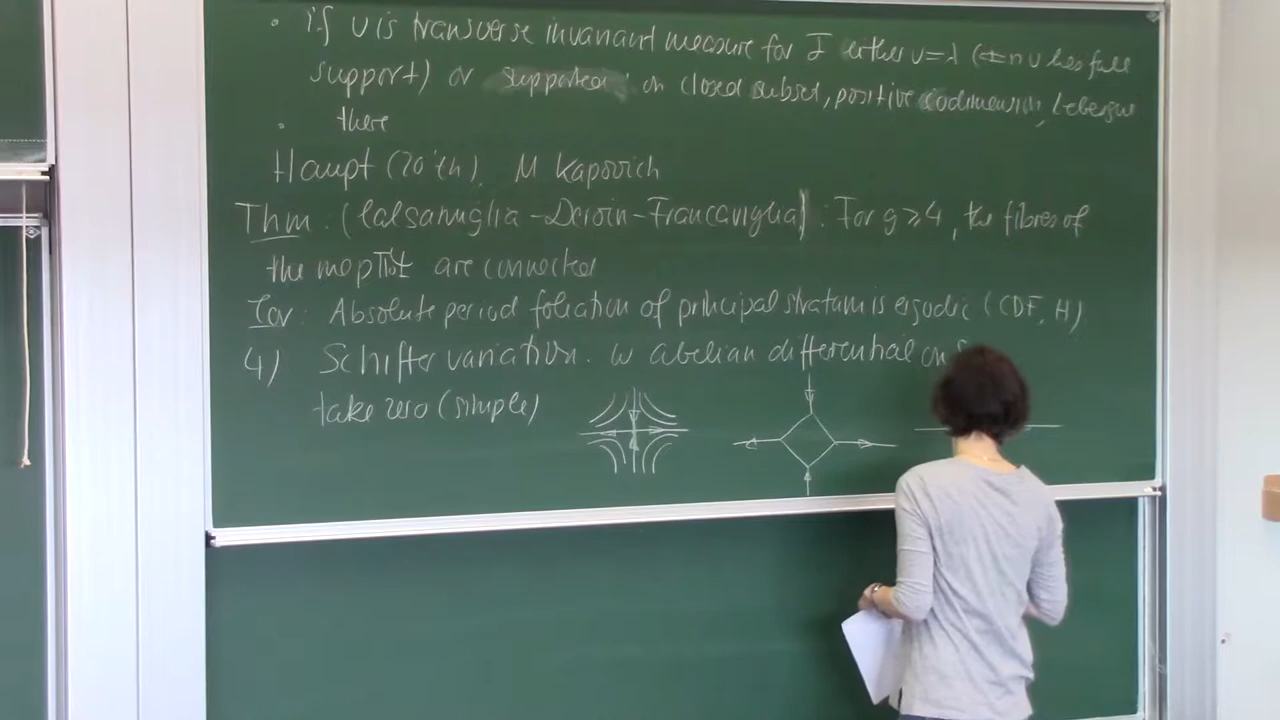 • if ν is transverse invariant measure for F either ν=λ (ν has full
support) or supported on closed subset, positive codimension, Lebesgue
• there
Haupt (20'th), M Kapovich
Thm: (Calsamiglia-Deroin-Francaviglia): For g≥4, the fibres of
the map are connected
Cor: Absolute period foliation of principal stratum is ergodic (CDF, H)
4) Schiffer variation. ω abelian differential on
take zero (simple)